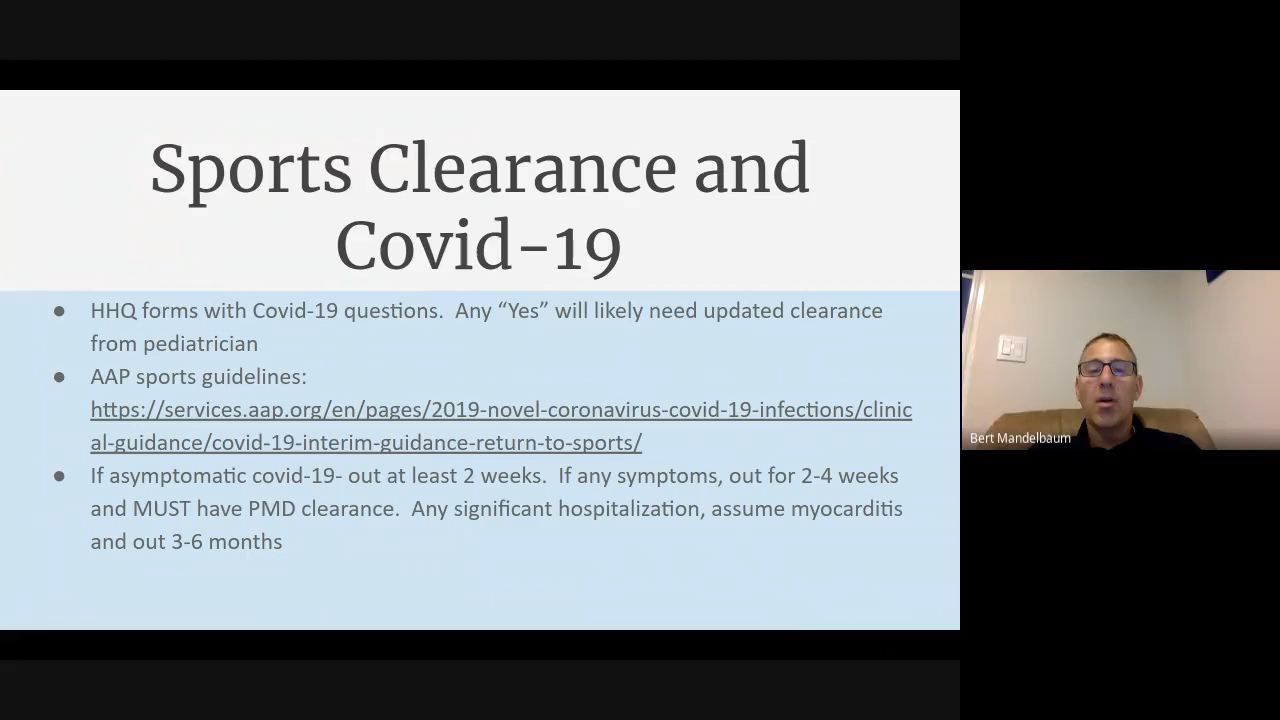 Sports Clearance and
Covid-19
● HHQ forms with Covid-19 questions.  Any “Yes” will likely need updated clearance
from pediatrician
● AAP sports guidelines:
https://services.aap.org/en/pages/2019-novel-coronavirus-covid-19-infections/clinic
al-guidance/covid-19-interim-guidance-return-to-sports/
● If asymptomatic covid-19- out at least 2 weeks.  If any symptoms, out for 2-4 weeks
and MUST have PMD clearance.  Any significant hospitalization, assume myocarditis
and out 3-6 months
Bert Mandelbaum